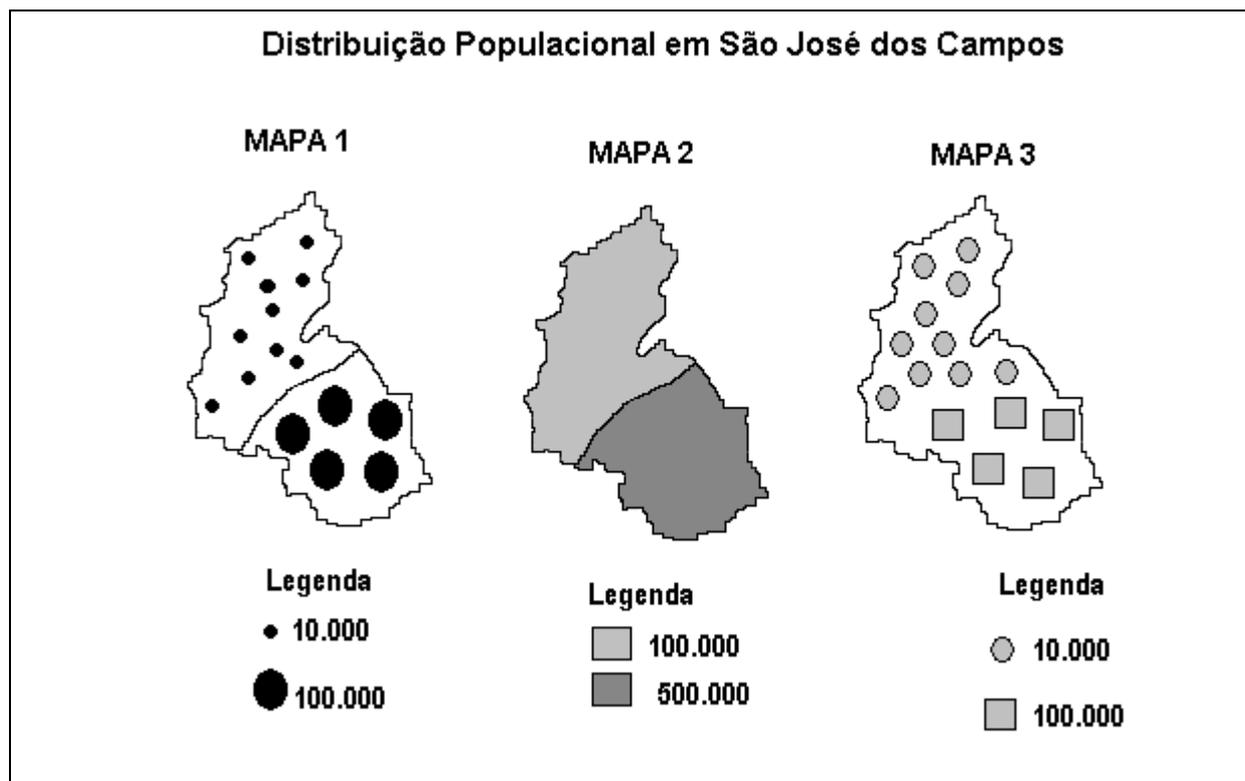 Distribuição Populacional em São José dos Campos
MAPA 1
MAPA 2
MAPA 3
Legenda
10.000
100.000
Legenda
100.000
500.000
Legenda
10.000
100.000